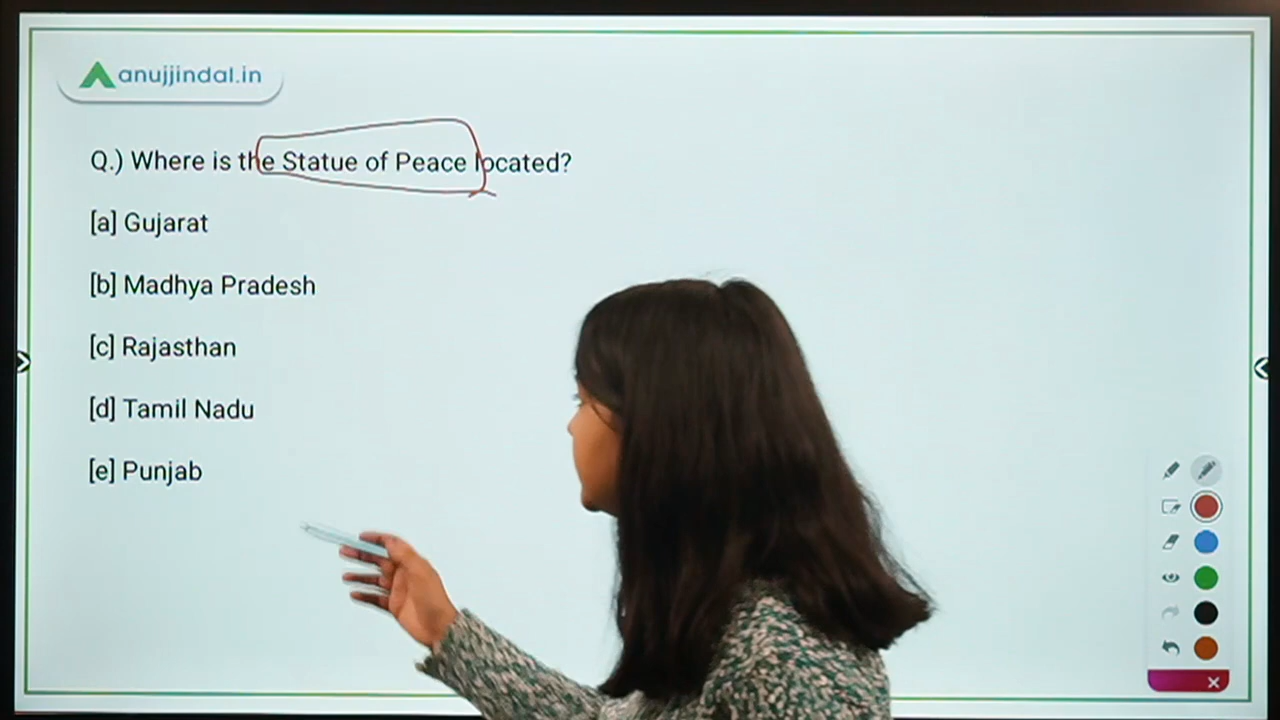 anujjindal.in
Q.) Where is the Statue of Peace located?
[a] Gujarat
[b] Madhya Pradesh
[c] Rajasthan
[d] Tamil Nadu
[e] Punjab